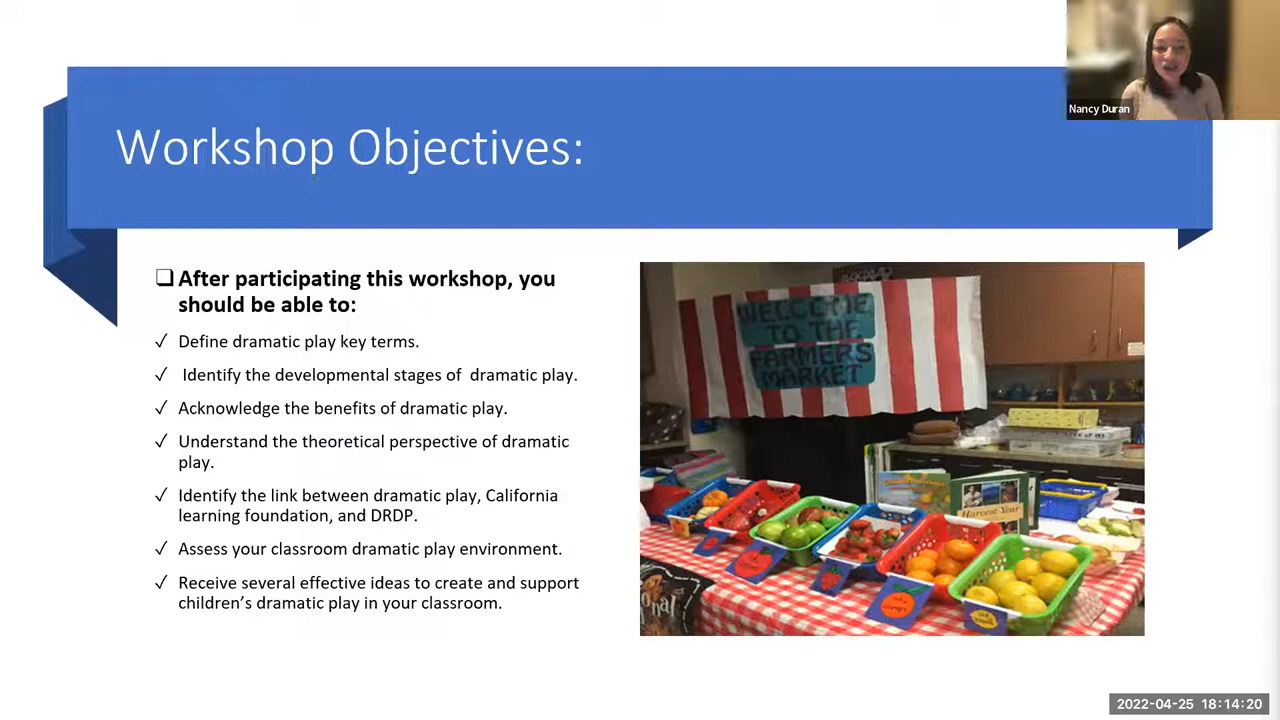 Nancy Duran
Workshop Objectives:
❑ After participating this workshop, you
should be able to:
✓ Define dramatic play key terms.
✓ Identify the developmental stages of dramatic play.
✓ Acknowledge the benefits of dramatic play.
✓ Understand the theoretical perspective of dramatic
play.
✓ Identify the link between dramatic play, California
learning foundation, and DRDP.
✓ Assess your classroom dramatic play environment.
✓ Receive several effective ideas to create and support
children’s dramatic play in your classroom.
WELCOME
TO THE
FARMERS
MARKET
Harvest Year
2022-04-25 18:14:20